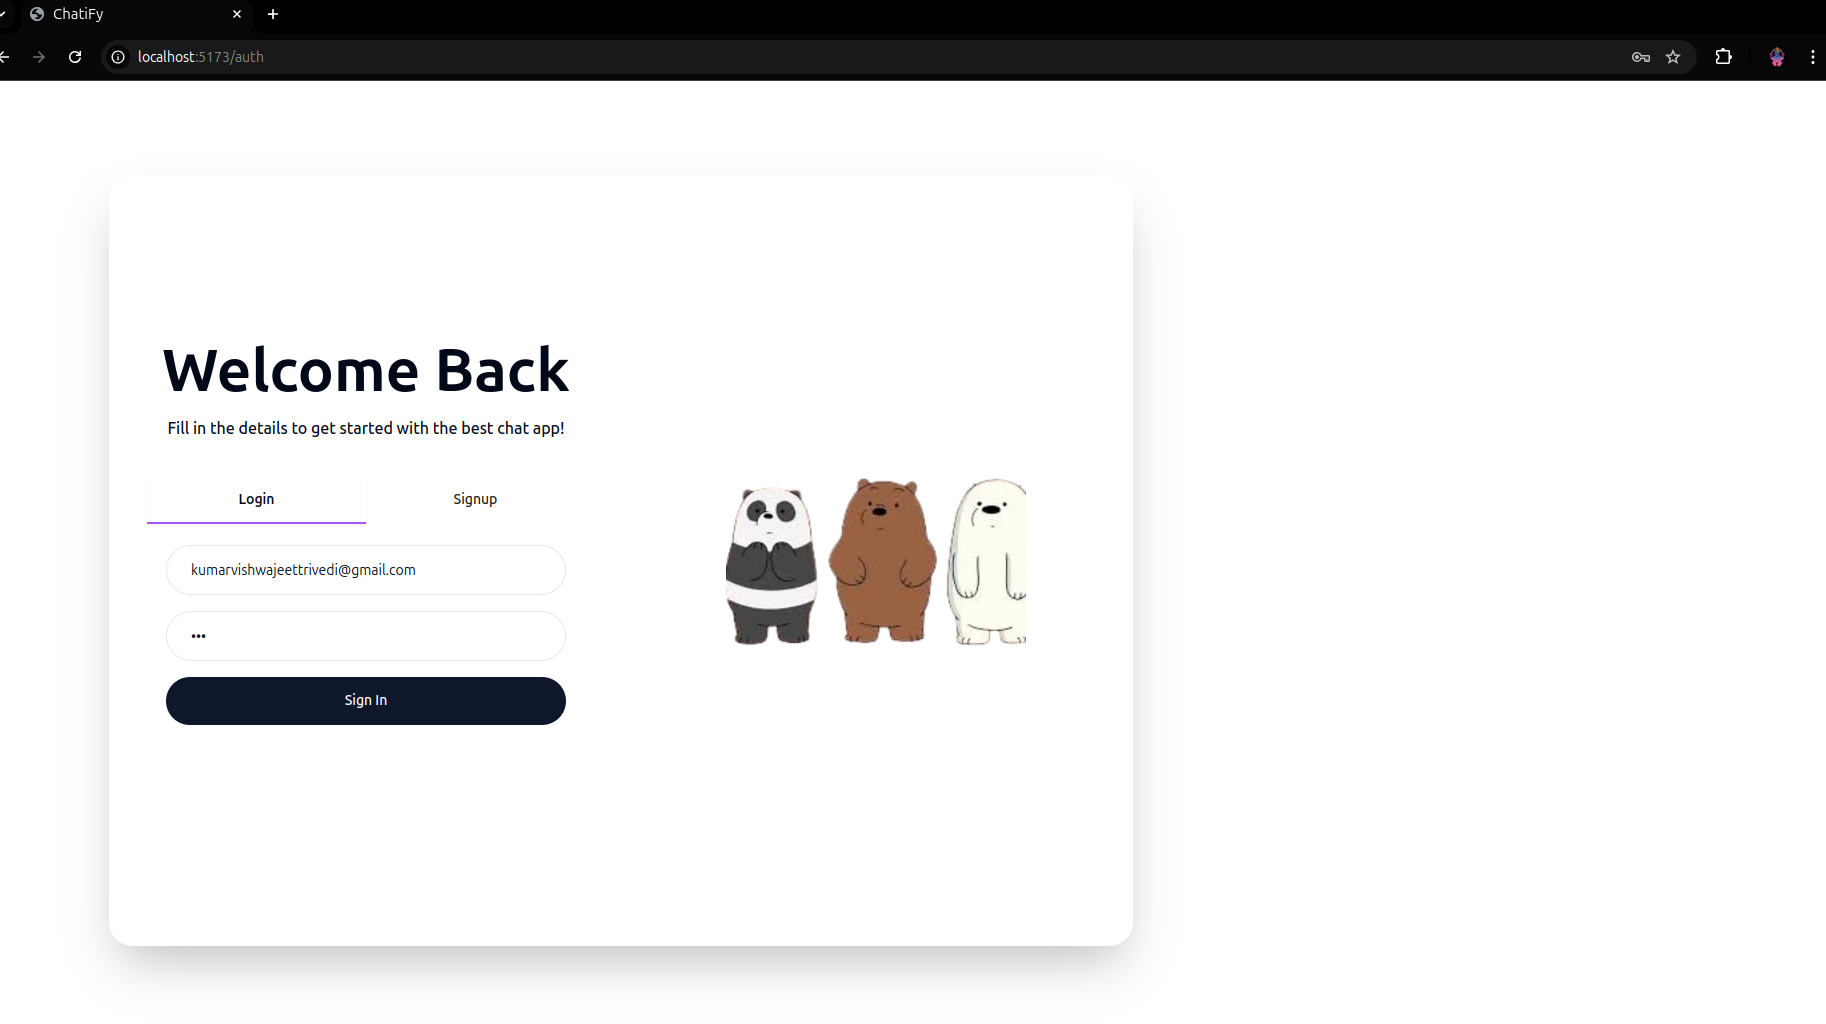 ChatiFy
localhost:5173/auth
Welcome Back
Fill in the details to get started with the best chat app!
Login Signup
kumarvishwajeettrivedi@gmail.com
•••
Sign In